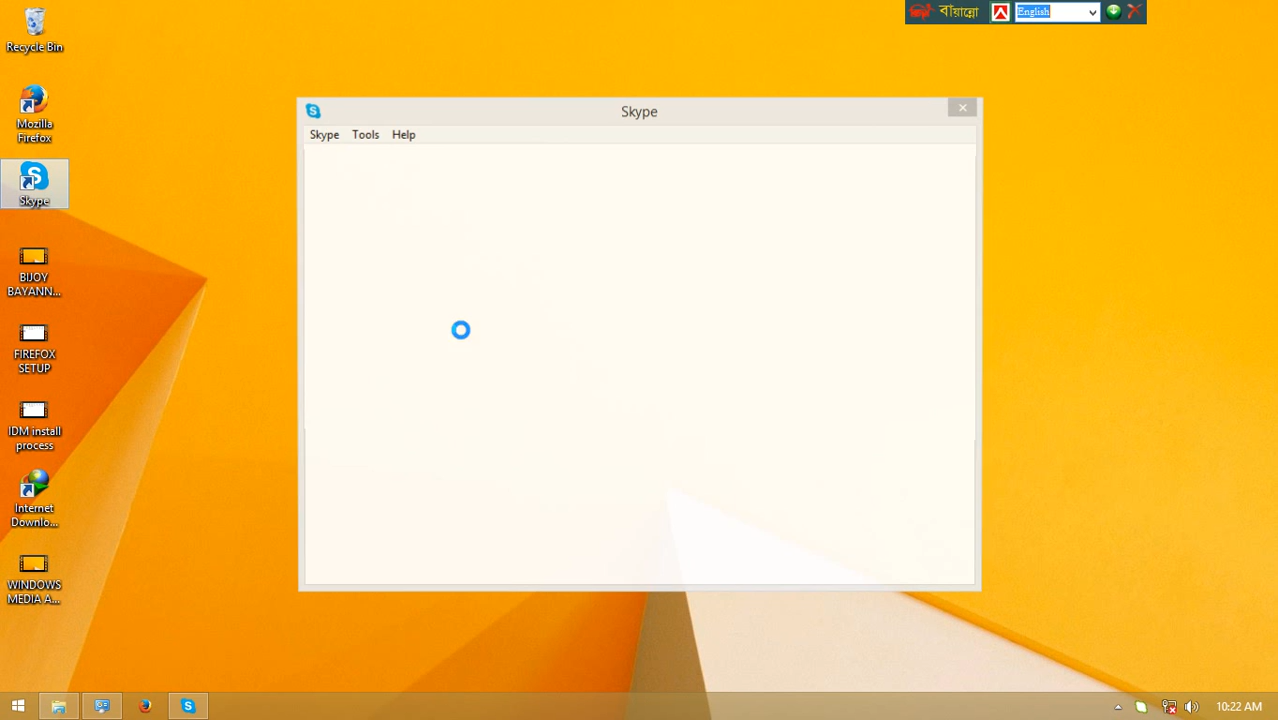 Recycle Bin
Mozilla
Firefox
Skype
BIJOY
BAYANN...
FIREFOX
SETUP
IDM install
process
Internet
Downlo...
WINDOWS
MEDIA A...
বায়ান্নো
English
Skype
Skype Tools Help
10:22 AM